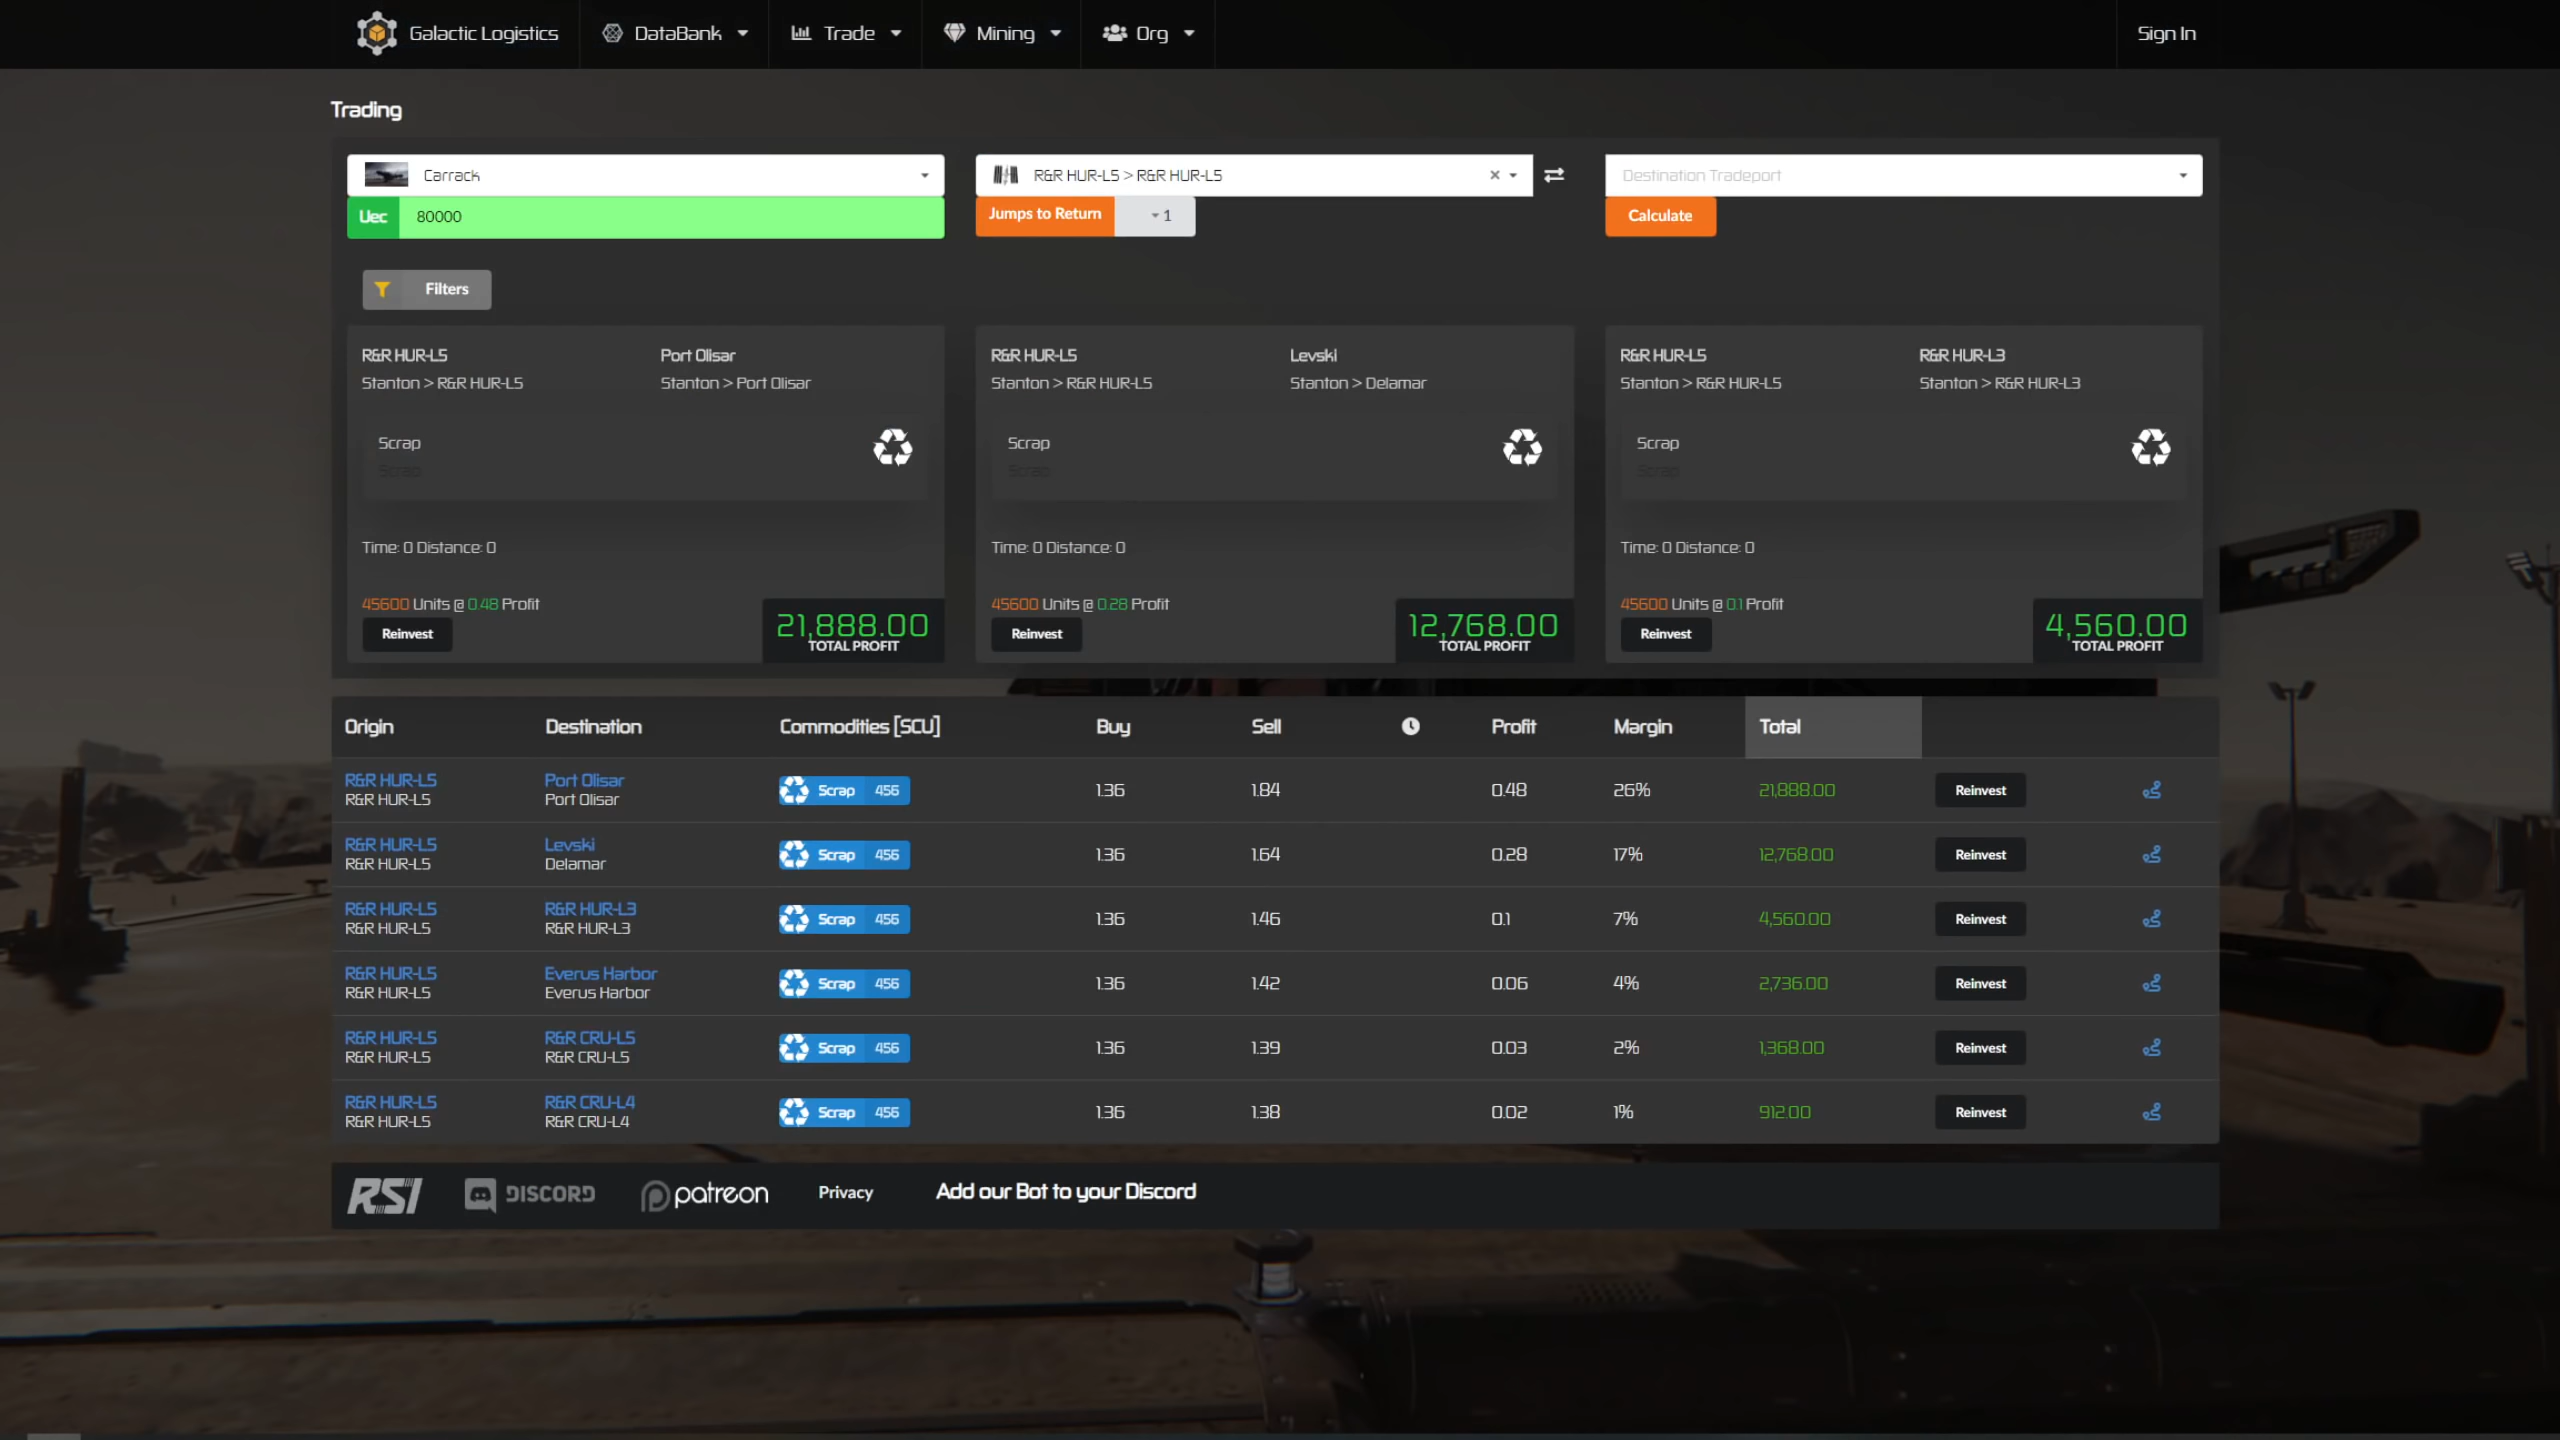 Galactic Logistics DataBank Trade Mining Org Sign In
Trading
Carrack R&R HUR-L5 > R&R HUR-L5 Destination Tradeport
Uec 80000 Jumps to Return 1 Calculate
Filters
R&R HUR-L5 Port Olisar R&R HUR-L5 Levski R&R HUR-L5 R&R HUR-L3
Stanton > R&R HUR-L5 Stanton > Port Olisar Stanton > R&R HUR-L5 Stanton > Delamar Stanton > R&R HUR-L5 Stanton > R&R HUR-L3
Scrap Scrap Scrap
Scrap Scrap Scrap
Time: 0 Distance: 0 Time: 0 Distance: 0 Time: 0 Distance: 0
45600 Units @ 0.48 Profit 45600 Units @ 0.28 Profit 45600 Units @ 0.1 Profit
Reinvest 21,888.00 Reinvest 12,768.00 Reinvest 4,560.00
TOTAL PROFIT TOTAL PROFIT TOTAL PROFIT
Origin Destination Commodities [SCU] Buy Sell Profit Margin Total
R&R HUR-L5 Port Olisar
R&R HUR-L5 Port Olisar Scrap 456 1.36 1.84 0.48 26% 21,888.00 Reinvest
R&R HUR-L5 Levski
R&R HUR-L5 Delamar Scrap 456 1.36 1.64 0.28 17% 12,768.00 Reinvest
R&R HUR-L5 R&R HUR-L3
R&R HUR-L5 R&R HUR-L3 Scrap 456 1.36 1.46 0.1 7% 4,560.00 Reinvest
R&R HUR-L5 Everus Harbor
R&R HUR-L5 Everus Harbor Scrap 456 1.36 1.42 0.06 4% 2,736.00 Reinvest
R&R HUR-L5 R&R CRU-L5
R&R HUR-L5 R&R CRU-L5 Scrap 456 1.36 1.39 0.03 2% 1,368.00 Reinvest
R&R HUR-L5 R&R CRU-L4
R&R HUR-L5 R&R CRU-L4 Scrap 456 1.36 1.38 0.02 1% 912.00 Reinvest
RSI DISCORD patreon Privacy Add our Bot to your Discord